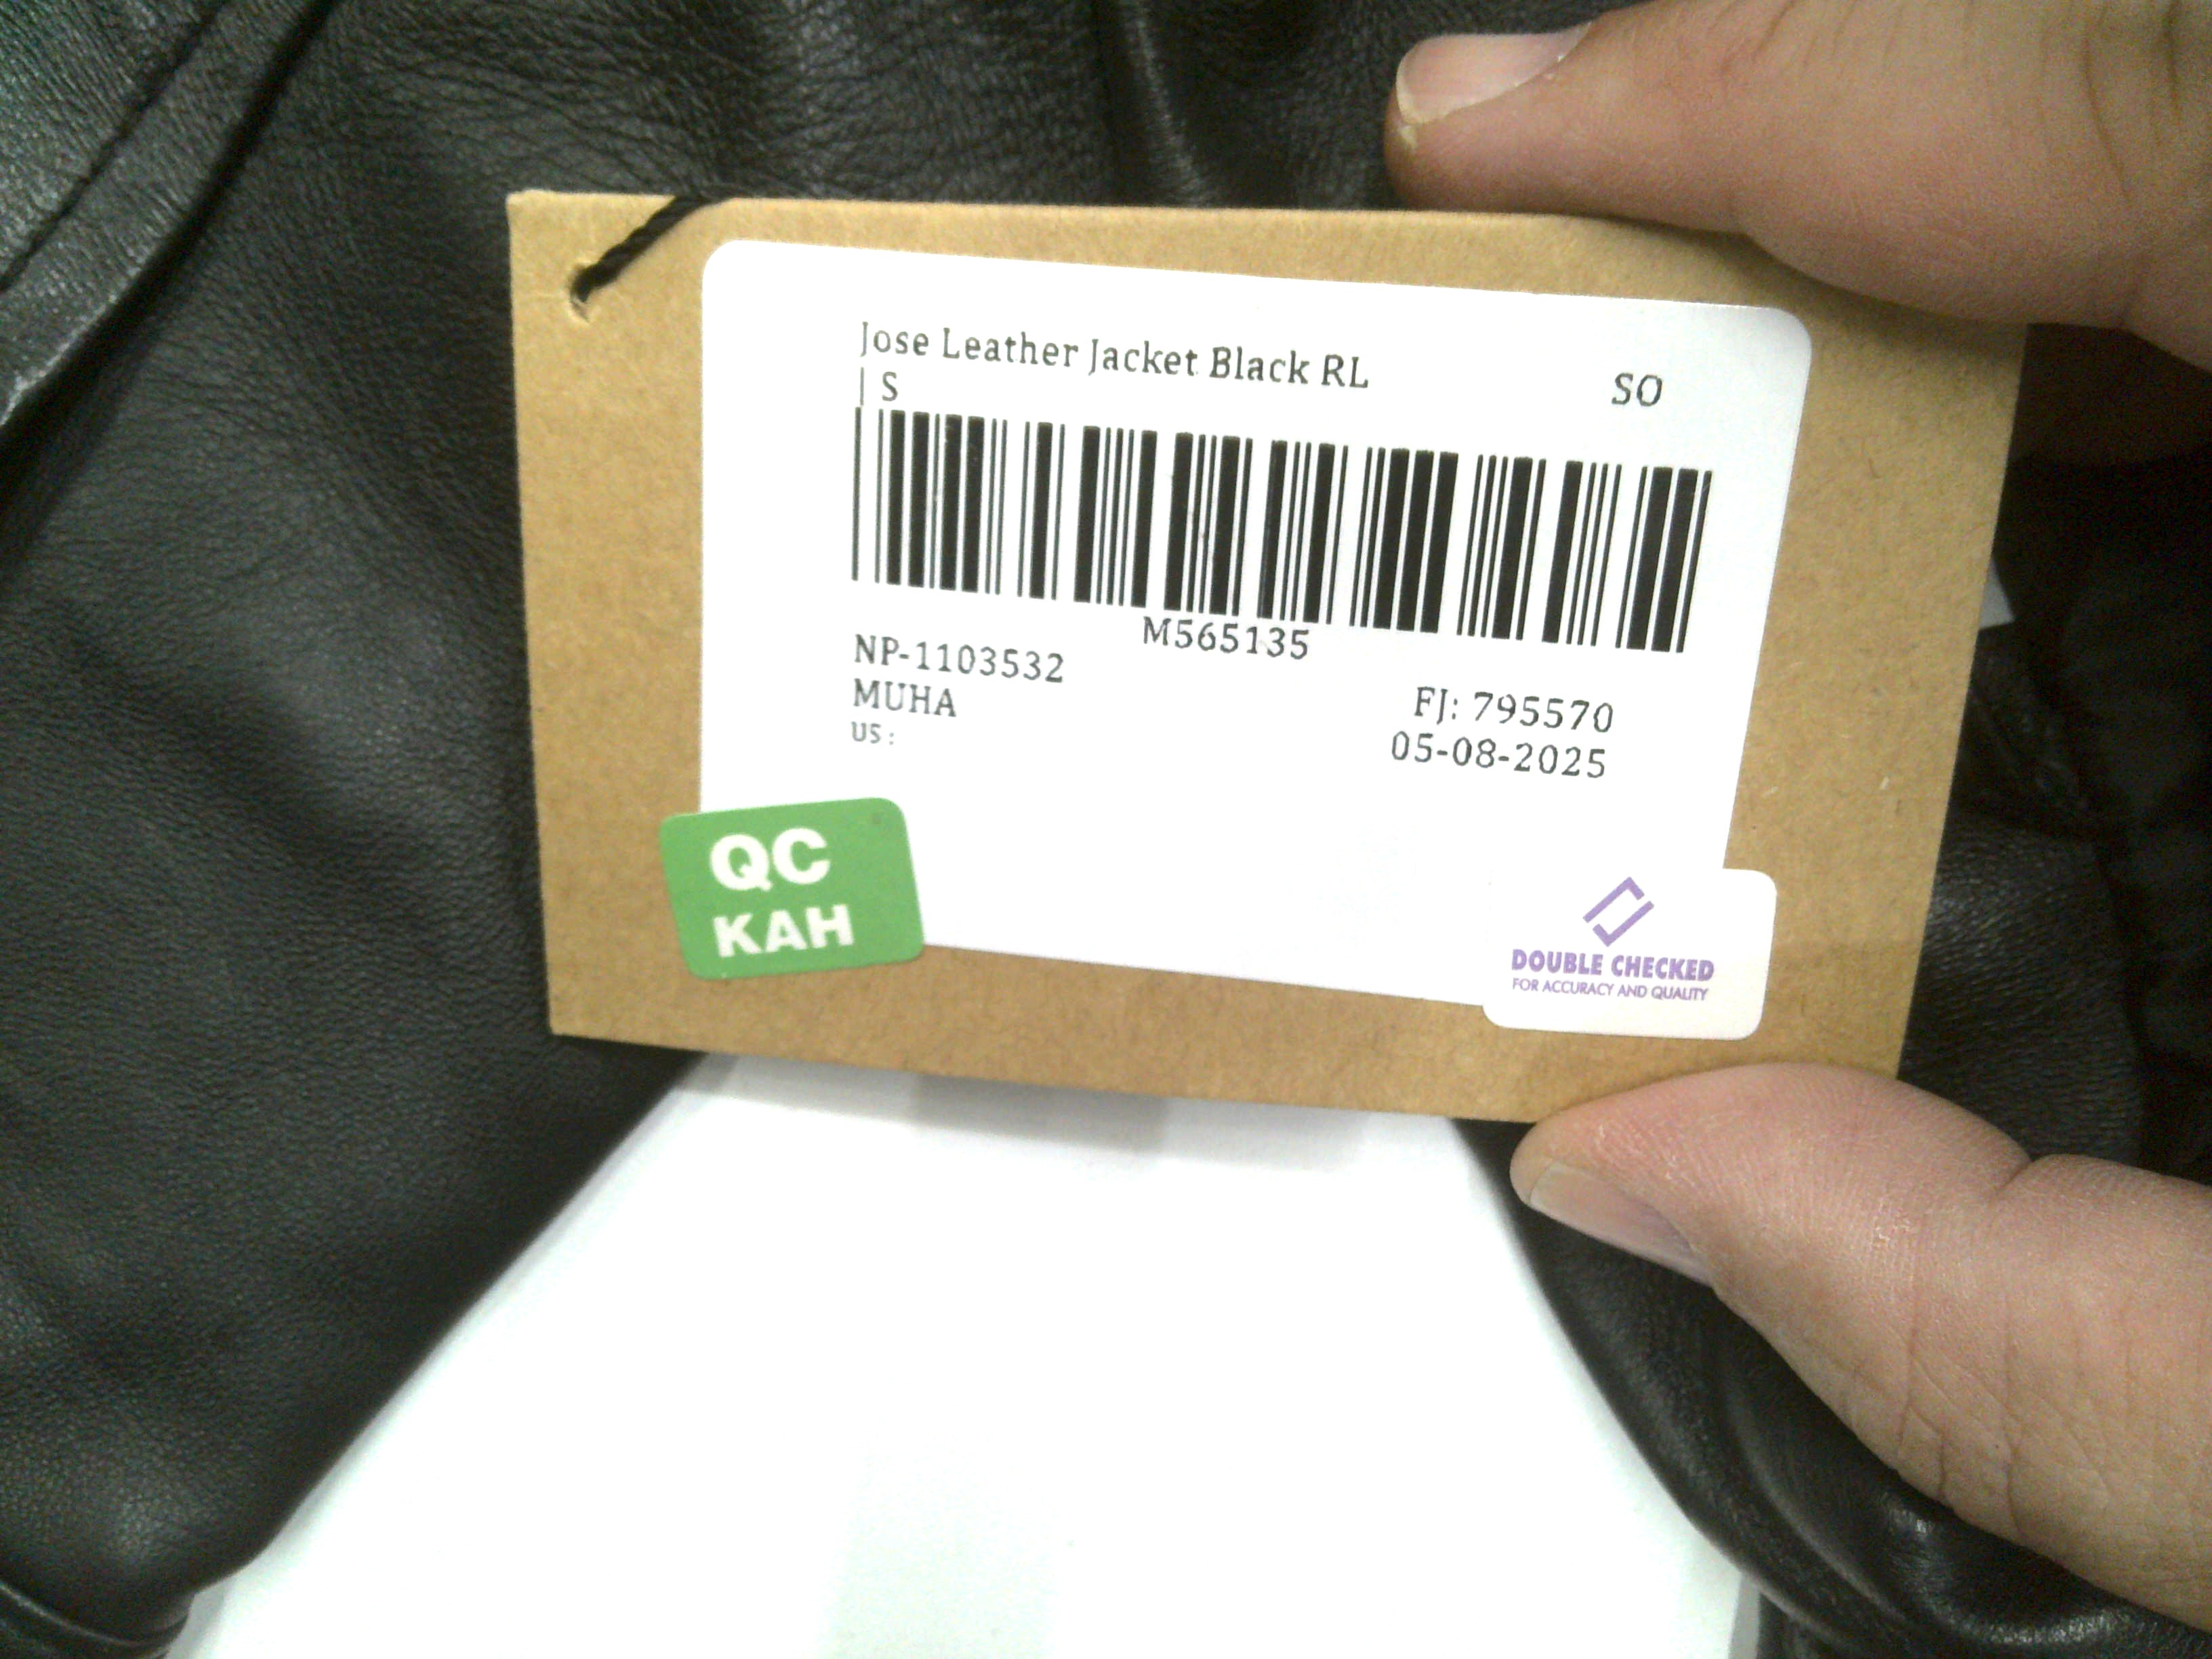 Jose Leather Jacket Black RL
| S
SO
M565135
NP-1103532
MUHA
US :
FJ: 795570
05-08-2025
QC
KAH
DOUBLE CHECKED
FOR ACCURACY AND QUALITY